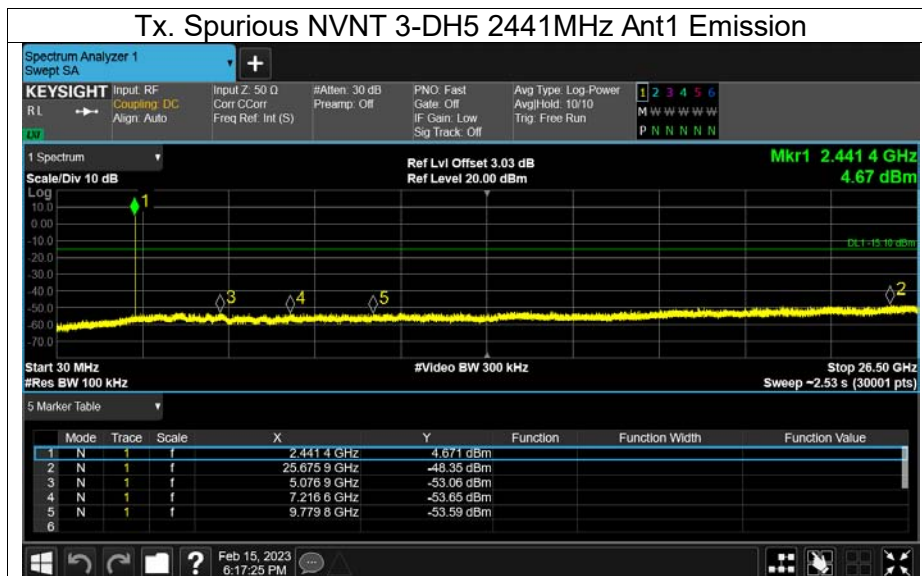 Tx. Spurious NVNT 3-DH5 2441MHz Ant1 Emission
Spectrum Analyzer 1
Swept SA
+
KEYSIGHT Input: RF Input Z: 50 Ω #Atten: 30 dB PNO: Fast Avg Type: Log-Power 1 2 3 4 5 6
RL Coupling: DC Corr CCorr Preamp: Off Gate: Off Avg|Hold: 10/10 M W W W W W
Align: Auto Freq Ref: Int (S) IF Gain: Low Trig: Free Run
Sig Track: Off P N N N N N
1 Spectrum Ref Lvl Offset 3.03 dB Mkr1 2.441 4 GHz
Scale/Div 10 dB Ref Level 20.00 dBm 4.67 dBm
Log
10.0
0.00
-10.0
-20.0
-30.0
-40.0
-50.0
-60.0
-70.0
1
DL1 -15.10 dBm
3 4 5 2
Start 30 MHz #Video BW 300 kHz Stop 26.50 GHz
#Res BW 100 kHz Sweep ~2.53 s (30001 pts)
5 Marker Table
Mode Trace Scale X Y Function Function Width Function Value
1 N 1 f 2.441 4 GHz 4.671 dBm
2 N 1 f 25.675 9 GHz -48.35 dBm
3 N 1 f 5.076 9 GHz -53.06 dBm
4 N 1 f 7.216 6 GHz -53.65 dBm
5 N 1 f 9.779 8 GHz -53.59 dBm
6
? Feb 15, 2023
6:17:25 PM